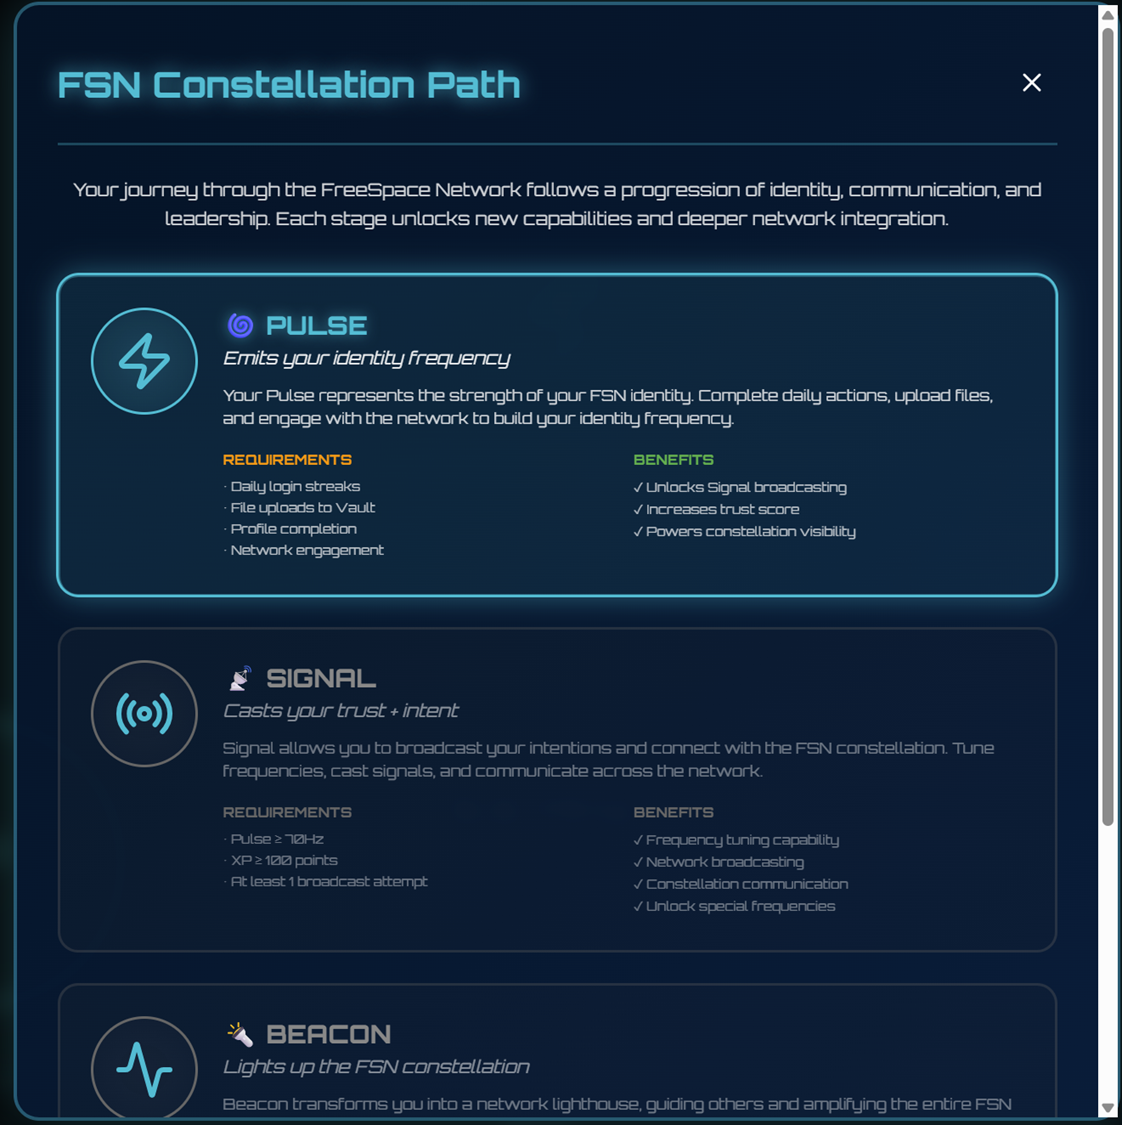 FSN Constellation Path
Your journey through the FreeSpace Network follows a progression of identity, communication, and
leadership. Each stage unlocks new capabilities and deeper network integration.
🌀 PULSE
Emits your identity frequency
Your Pulse represents the strength of your FSN identity. Complete daily actions, upload files,
and engage with the network to build your identity frequency.
REQUIREMENTS
· Daily login streaks
· File uploads to Vault
· Profile completion
· Network engagement
BENEFITS
✓ Unlocks Signal broadcasting
✓ Increases trust score
✓ Powers constellation visibility
📡 SIGNAL
Casts your trust + intent
Signal allows you to broadcast your intentions and connect with the FSN constellation. Tune
frequencies, cast signals, and communicate across the network.
REQUIREMENTS
· Pulse ≥ 70Hz
· XP ≥ 100 points
· At least 1 broadcast attempt
BENEFITS
✓ Frequency tuning capability
✓ Network broadcasting
✓ Constellation communication
✓ Unlock special frequencies
🔦 BEACON
Lights up the FSN constellation
Beacon transforms you into a network lighthouse, guiding others and amplifying the entire FSN